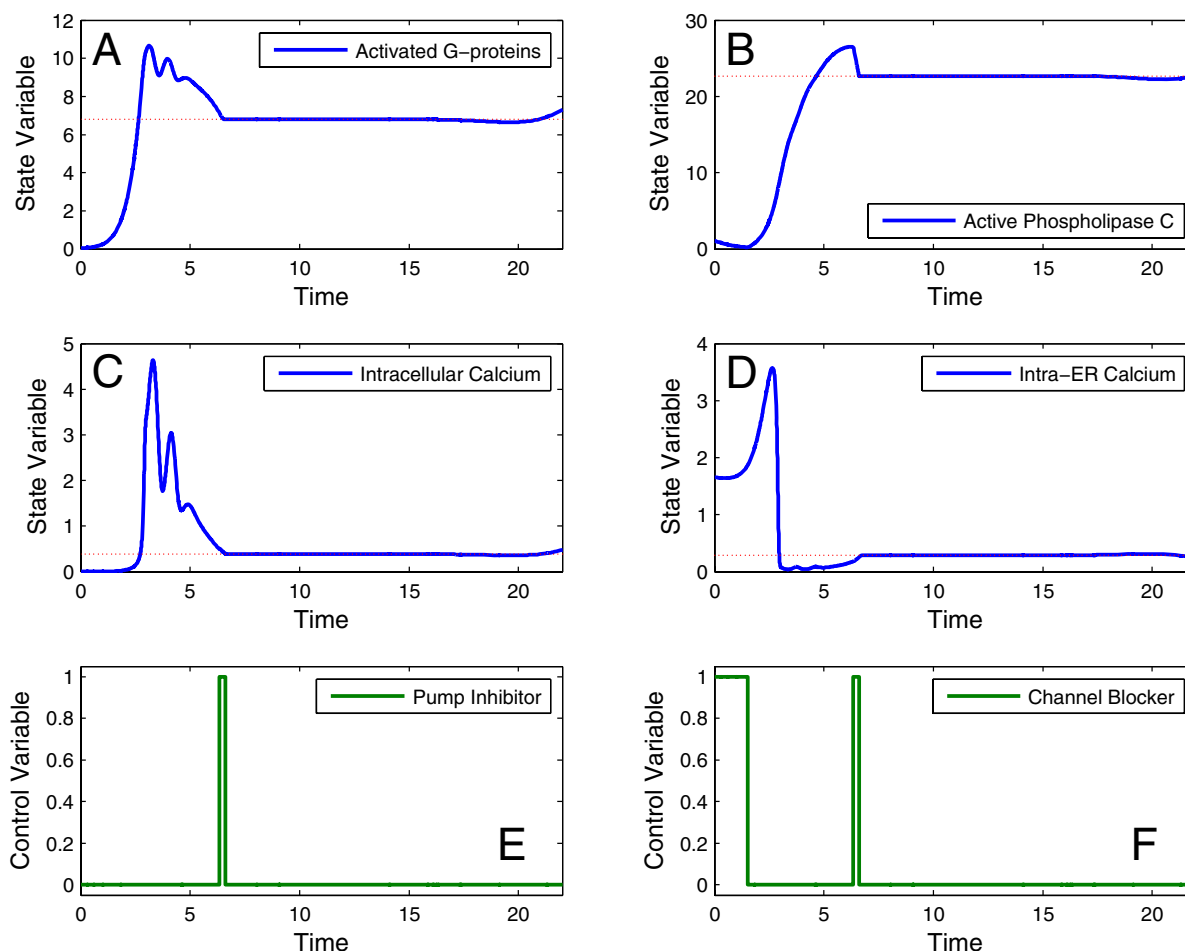 A
Activated G−proteins
State Variable
12
10
8
6
4
2
0
0 5 10 15 20
Time
B
Active Phospholipase C
State Variable
30
20
10
0
0 5 10 15 20
Time
C
Intracellular Calcium
State Variable
5
4
3
2
1
0
0 5 10 15 20
Time
D
Intra−ER Calcium
State Variable
4
3
2
1
0
0 5 10 15 20
Time
E
Pump Inhibitor
Control Variable
1
0.8
0.6
0.4
0.2
0
0 5 10 15 20
Time
F
Channel Blocker
Control Variable
1
0.8
0.6
0.4
0.2
0
0 5 10 15 20
Time